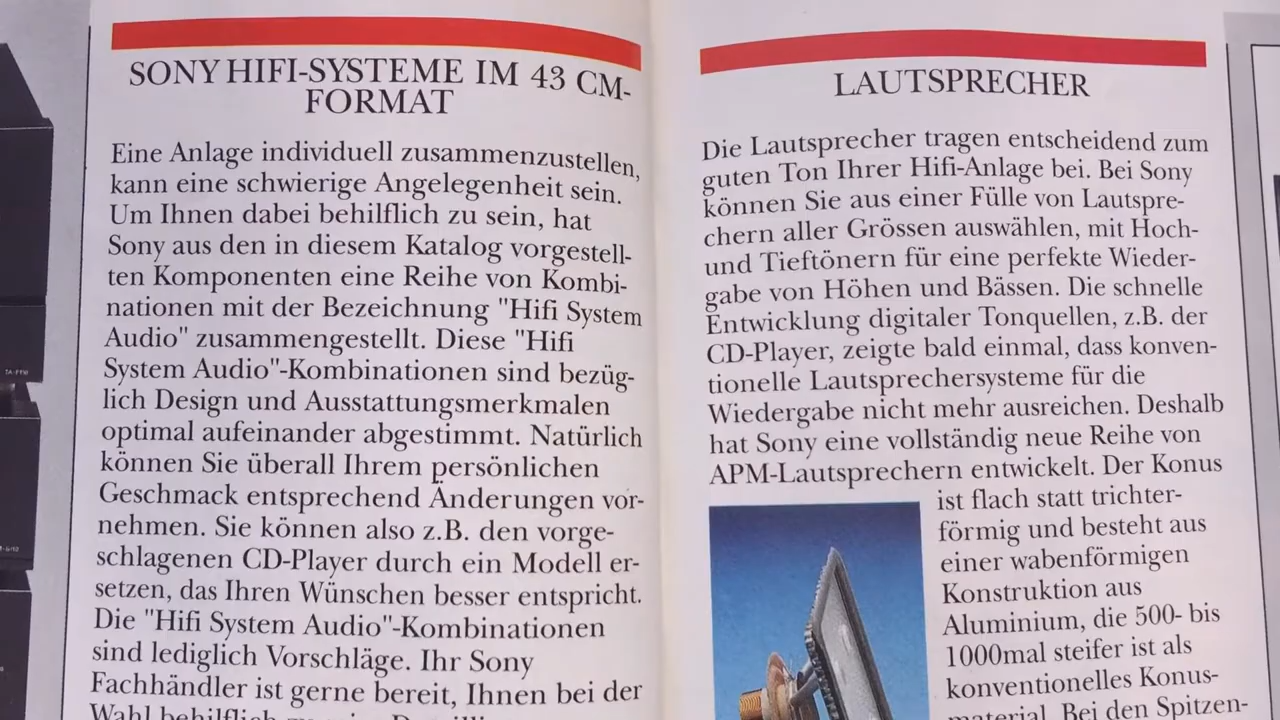 SONY HIFI-SYSTEME IM 43 CM-
FORMAT
Eine Anlage individuell zusammenzustellen,
kann eine schwierige Angelegenheit sein.
Um Ihnen dabei behilflich zu sein, hat
Sony aus den in diesem Katalog vorgestell-
ten Komponenten eine Reihe von Kombi-
nationen mit der Bezeichnung "Hifi System
Audio" zusammengestellt. Diese "Hifi
System Audio"-Kombinationen sind bezüg-
lich Design und Ausstattungsmerkmalen
optimal aufeinander abgestimmt. Natürlich
können Sie überall Ihrem persönlichen
Geschmack entsprechend Änderungen vor-
nehmen. Sie können also z.B. den vorge-
schlagenen CD-Player durch ein Modell er-
setzen, das Ihren Wünschen besser entspricht.
Die "Hifi System Audio"-Kombinationen
sind lediglich Vorschläge. Ihr Sony
Fachhändler ist gerne bereit, Ihnen bei der
Wahl behilflich
LAUTSPRECHER
Die Lautsprecher tragen entscheidend zum
guten Ton Ihrer Hifi-Anlage bei. Bei Sony
können Sie aus einer Fülle von Lautspre-
chern aller Grössen auswählen, mit Hoch-
und Tieftönern für eine perfekte Wieder-
gabe von Höhen und Bässen. Die schnelle
Entwicklung digitaler Tonquellen, z.B. der
CD-Player, zeigte bald einmal, dass konven-
tionelle Lautsprechersysteme für die
Wiedergabe nicht mehr ausreichen. Deshalb
hat Sony eine vollständig neue Reihe von
APM-Lautsprechern entwickelt. Der Konus
ist flach statt trichter-
förmig und besteht aus
einer wabenförmigen
Konstruktion aus
Aluminium, die 500- bis
1000mal steifer ist als
konventionelles Konus-
material. Bei den Spitzen-